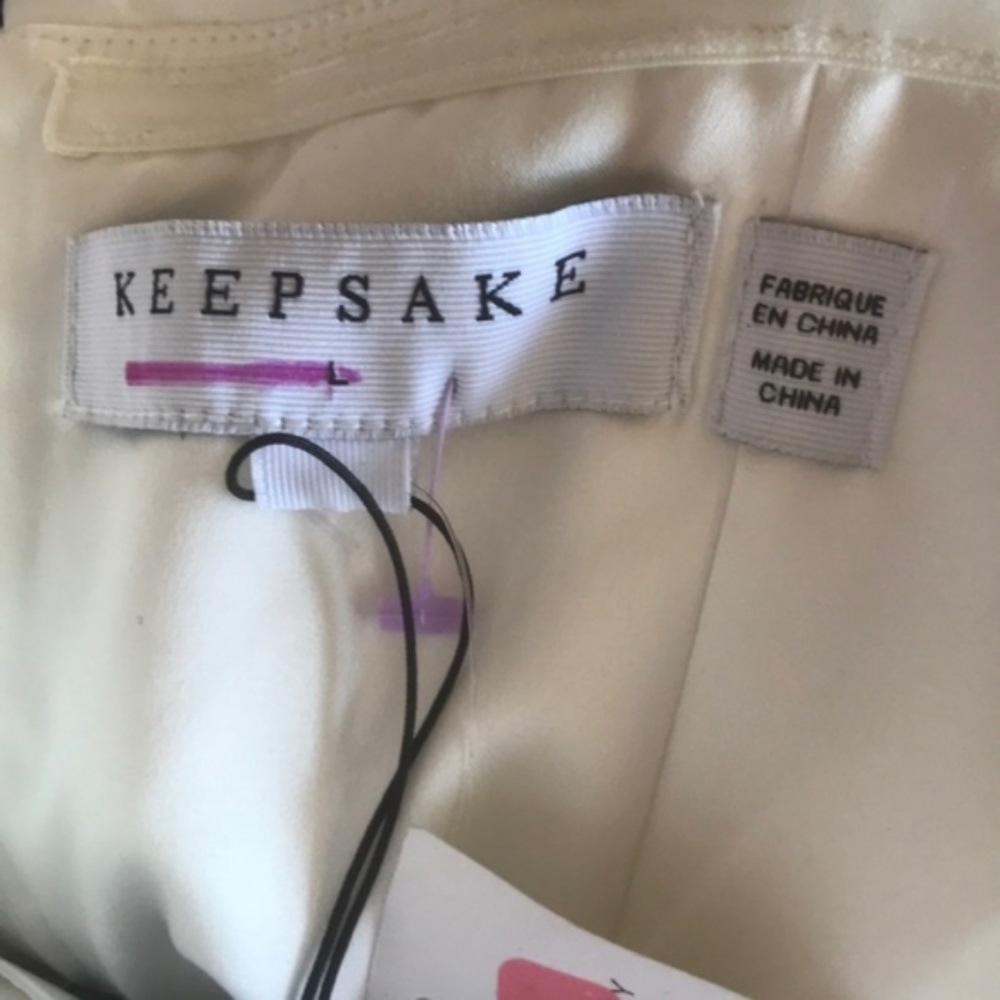 KEEPSAKE
L
FABRIQUE
EN CHINA
MADE IN
CHINA
Y